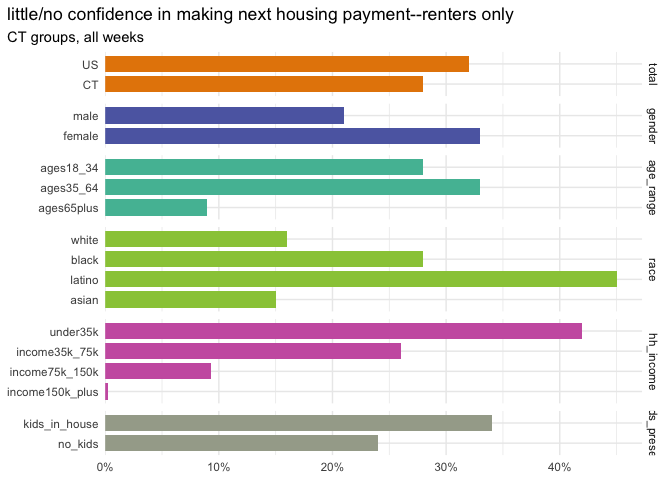 little/no confidence in making next housing payment--renters only
CT groups, all weeks
US
CT
total
male
female
gender
ages18_34
ages35_64
ages65plus
age_range
white
black
latino
asian
race
under35k
income35k_75k
income75k_150k
income150k_plus
hh_income
kids_in_house
no_kids
ds_prese
0%
10%
20%
30%
40%